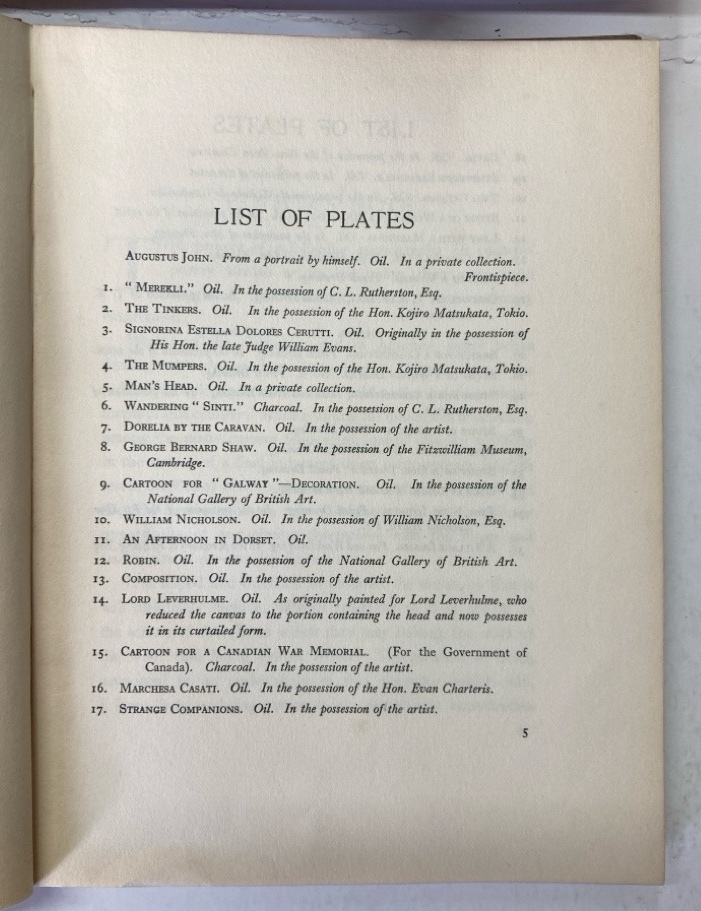 LIST OF PLATES
AUGUSTUS JOHN. From a portrait by himself. Oil. In a private collection.
Frontispiece.
1. “ MEREKLI.” Oil. In the possession of C. L. Rutherston, Esq.
2. THE TINKERS. Oil. In the possession of the Hon. Kojiro Matsukata, Tokio.
3. SIGNORINA ESTELLA DOLORES CERUTTI. Oil. Originally in the possession of
His Hon. the late Judge William Evans.
4. THE MUMPERS. Oil. In the possession of the Hon. Kojiro Matsukata, Tokio.
5. MAN'S HEAD. Oil. In a private collection.
6. WANDERING “ SINTI.” Charcoal. In the possession of C. L. Rutherston, Esq.
7. DORELIA BY THE CARAVAN. Oil. In the possession of the artist.
8. GEORGE BERNARD SHAW. Oil. In the possession of the Fitzwilliam Museum,
Cambridge.
9. CARTOON FOR “ GALWAY ”—DECORATION. Oil. In the possession of the
National Gallery of British Art.
10. WILLIAM NICHOLSON. Oil. In the possession of William Nicholson, Esq.
11. AN AFTERNOON IN DORSET. Oil.
12. ROBIN. Oil. In the possession of the National Gallery of British Art.
13. COMPOSITION. Oil. In the possession of the artist.
14. LORD LEVERHULME. Oil. As originally painted for Lord Leverhulme, who
reduced the canvas to the portion containing the head and now possesses
it in its curtailed form.
15. CARTOON FOR A CANADIAN WAR MEMORIAL. (For the Government of
Canada). Charcoal. In the possession of the artist.
16. MARCHESA CASATI. Oil. In the possession of the Hon. Evan Charteris.
17. STRANGE COMPANIONS. Oil. In the possession of the artist.
5